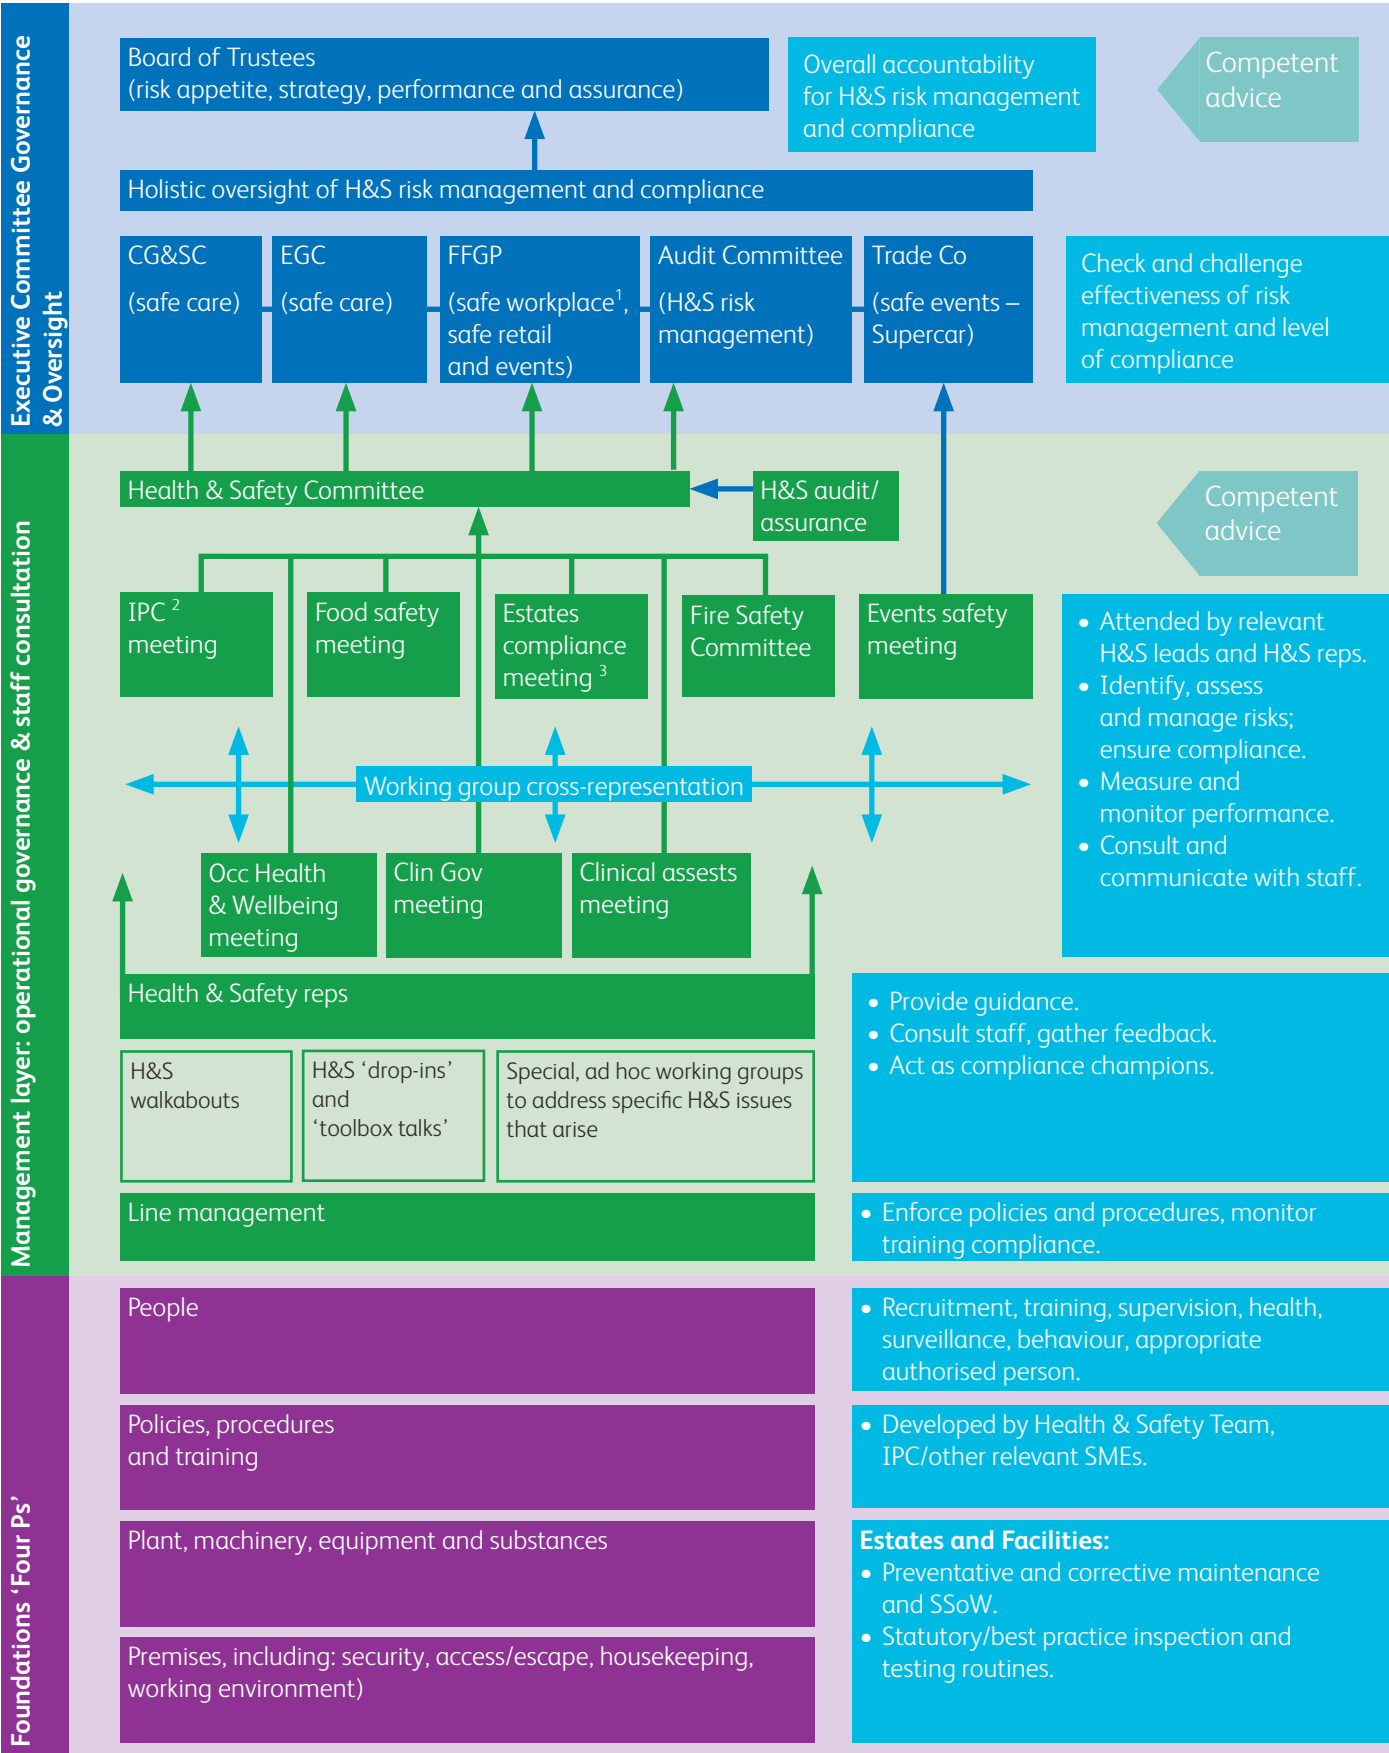 Executive Committee Governance
& Oversight
Board of Trustees
(risk appetite, strategy, performance and assurance)
Overall accountability
for H&S risk management
and compliance
Competent
advice
Holistic oversight of H&S risk management and compliance
CG&SC
(safe care)
EGC
(safe care)
FFGP
(safe workplace¹,
safe retail
and events)
Audit Committee
(H&S risk
management)
Trade Co
(safe events –
Supercar)
Check and challenge
effectiveness of risk
management and level
of compliance
Management layer: operational governance & staff consultation
Health & Safety Committee
H&S audit/
assurance
Competent
advice
IPC ²
meeting
Food safety
meeting
Estates
compliance
meeting ³
Fire Safety
Committee
Events safety
meeting
• Attended by relevant
H&S leads and H&S reps.
• Identify, assess
and manage risks;
ensure compliance.
• Measure and
monitor performance.
• Consult and
communicate with staff.
Working group cross-representation
Occ Health
& Wellbeing
meeting
Clin Gov
meeting
Clinical assests
meeting
Health & Safety reps
• Provide guidance.
• Consult staff, gather feedback.
• Act as compliance champions.
H&S
walkabouts
H&S ‘drop-ins’
and
‘toolbox talks’
Special, ad hoc working groups
to address specific H&S issues
that arise
Line management
• Enforce policies and procedures, monitor
training compliance.
Foundations ‘Four Ps’
People
• Recruitment, training, supervision, health,
surveillance, behaviour, appropriate
authorised person.
Policies, procedures
and training
• Developed by Health & Safety Team,
IPC/other relevant SMEs.
Plant, machinery, equipment and substances
Estates and Facilities:
• Preventative and corrective maintenance
and SSoW.
• Statutory/best practice inspection and
testing routines.
Premises, including: security, access/escape, housekeeping,
working environment)